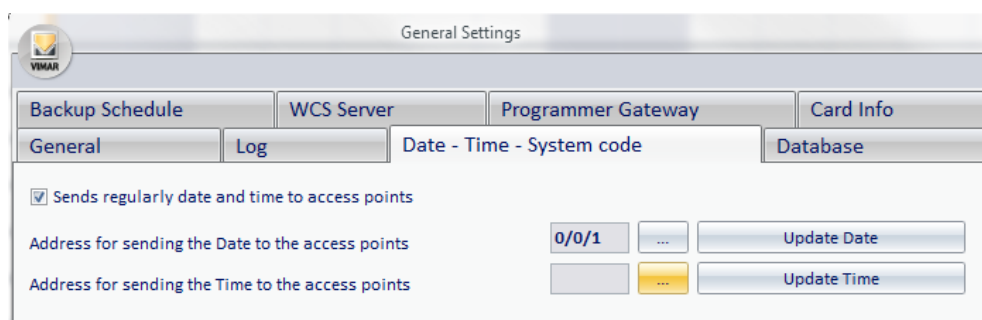 General Settings
VIMAR
Backup Schedule WCS Server Programmer Gateway Card Info
General Log Date - Time - System code Database
Sends regularly date and time to access points
Address for sending the Date to the access points 0/0/1 ... Update Date
Address for sending the Time to the access points ... Update Time